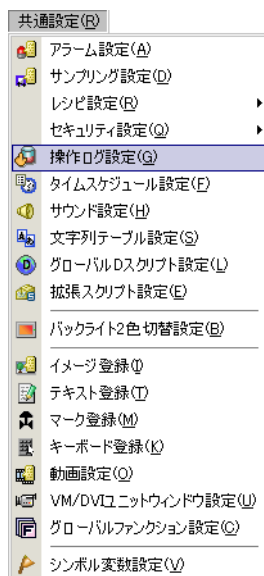 共通設定(R)
アラーム設定(A)
サンプリング設定(D)
レシピ設定(R)
セキュリティ設定(Q)
操作ログ設定(G)
タイムスケジュール設定(F)
サウンド設定(H)
文字列テーブル設定(S)
グローバルDスクリプト設定(L)
拡張スクリプト設定(E)
バックライト2色切替設定(B)
イメージ登録(I)
テキスト登録(T)
マーク登録(M)
キーボード登録(K)
動画設定(O)
VM/DVIユニットウィンドウ設定(U)
グローバルファンクション設定(C)
シンボル変数設定(V)